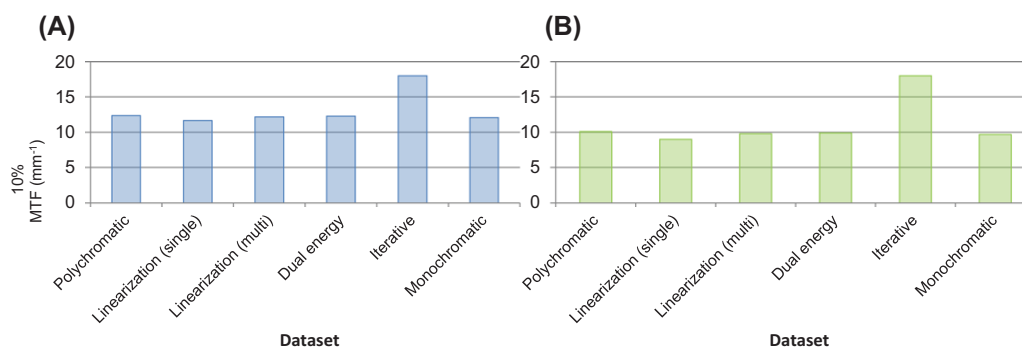 (A)
(B)
20
15
10
5
0
10%
MTF (mm-1)
Polychromatic
Linearization (single)
Linearization (multi)
Dual energy
Iterative
Monochromatic
Dataset
20
15
10
5
0
Polychromatic
Linearization (single)
Linearization (multi)
Dual energy
Iterative
Monochromatic
Dataset